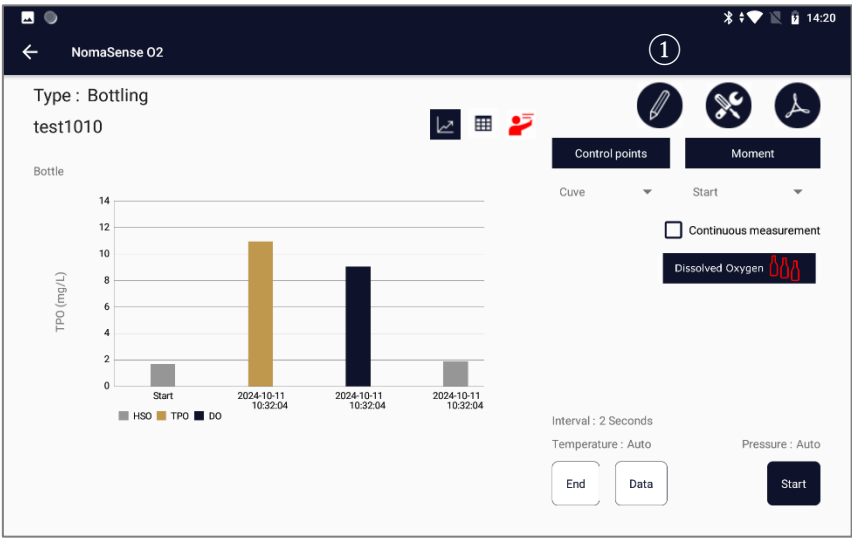 14:20
NomaSense O2
①
Type : Bottling
test1010
Control points
Moment
Bottle
Cuve
Start
Continuous measurement
Dissolved Oxygen
TPO (mg/L)
14
12
10
8
6
4
2
0
Start
2024-10-11
10:32:04
2024-10-11
10:32:04
2024-10-11
10:32:04
HSO TPO DO
Interval : 2 Seconds
Temperature : Auto
Pressure : Auto
End
Data
Start